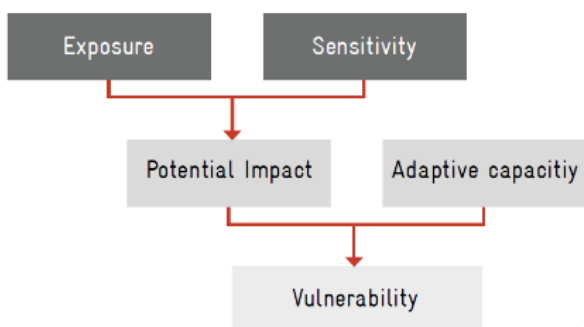 Exposure
Sensitivity
Potential Impact
Adaptive capacitiy
Vulnerability